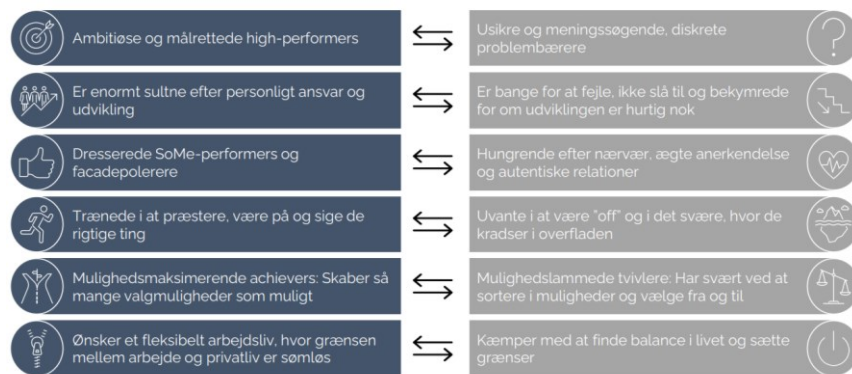 Ambitiøse og målrettede high-performers
Usikre og meningssøgende, diskrete
problembærere
Er enormt sultne efter personligt ansvar og
udvikling
Er bange for at fejle, ikke slå til og bekymrede
for om udviklingen er hurtig nok
Dresserede SoMe-performers og
facadepolerere
Hungrende efter nærvær, ægte anerkendelse
og autentiske relationer
Trænede i at præstere, være på og sige de
rigtige ting
Uvante i at være "off" og i det svære, hvor de
kradser i overfladen
Mulighedsmaksimerende achievers: Skaber så
mange valgmuligheder som muligt
Mulighedslammede tvivlere: Har svært ved at
sortere i muligheder og vælge fra og til
Ønsker et fleksibelt arbejdsliv, hvor grænsen
mellem arbejde og privatliv er sømløs
Kæmper med at finde balance i livet og sætte
grænser